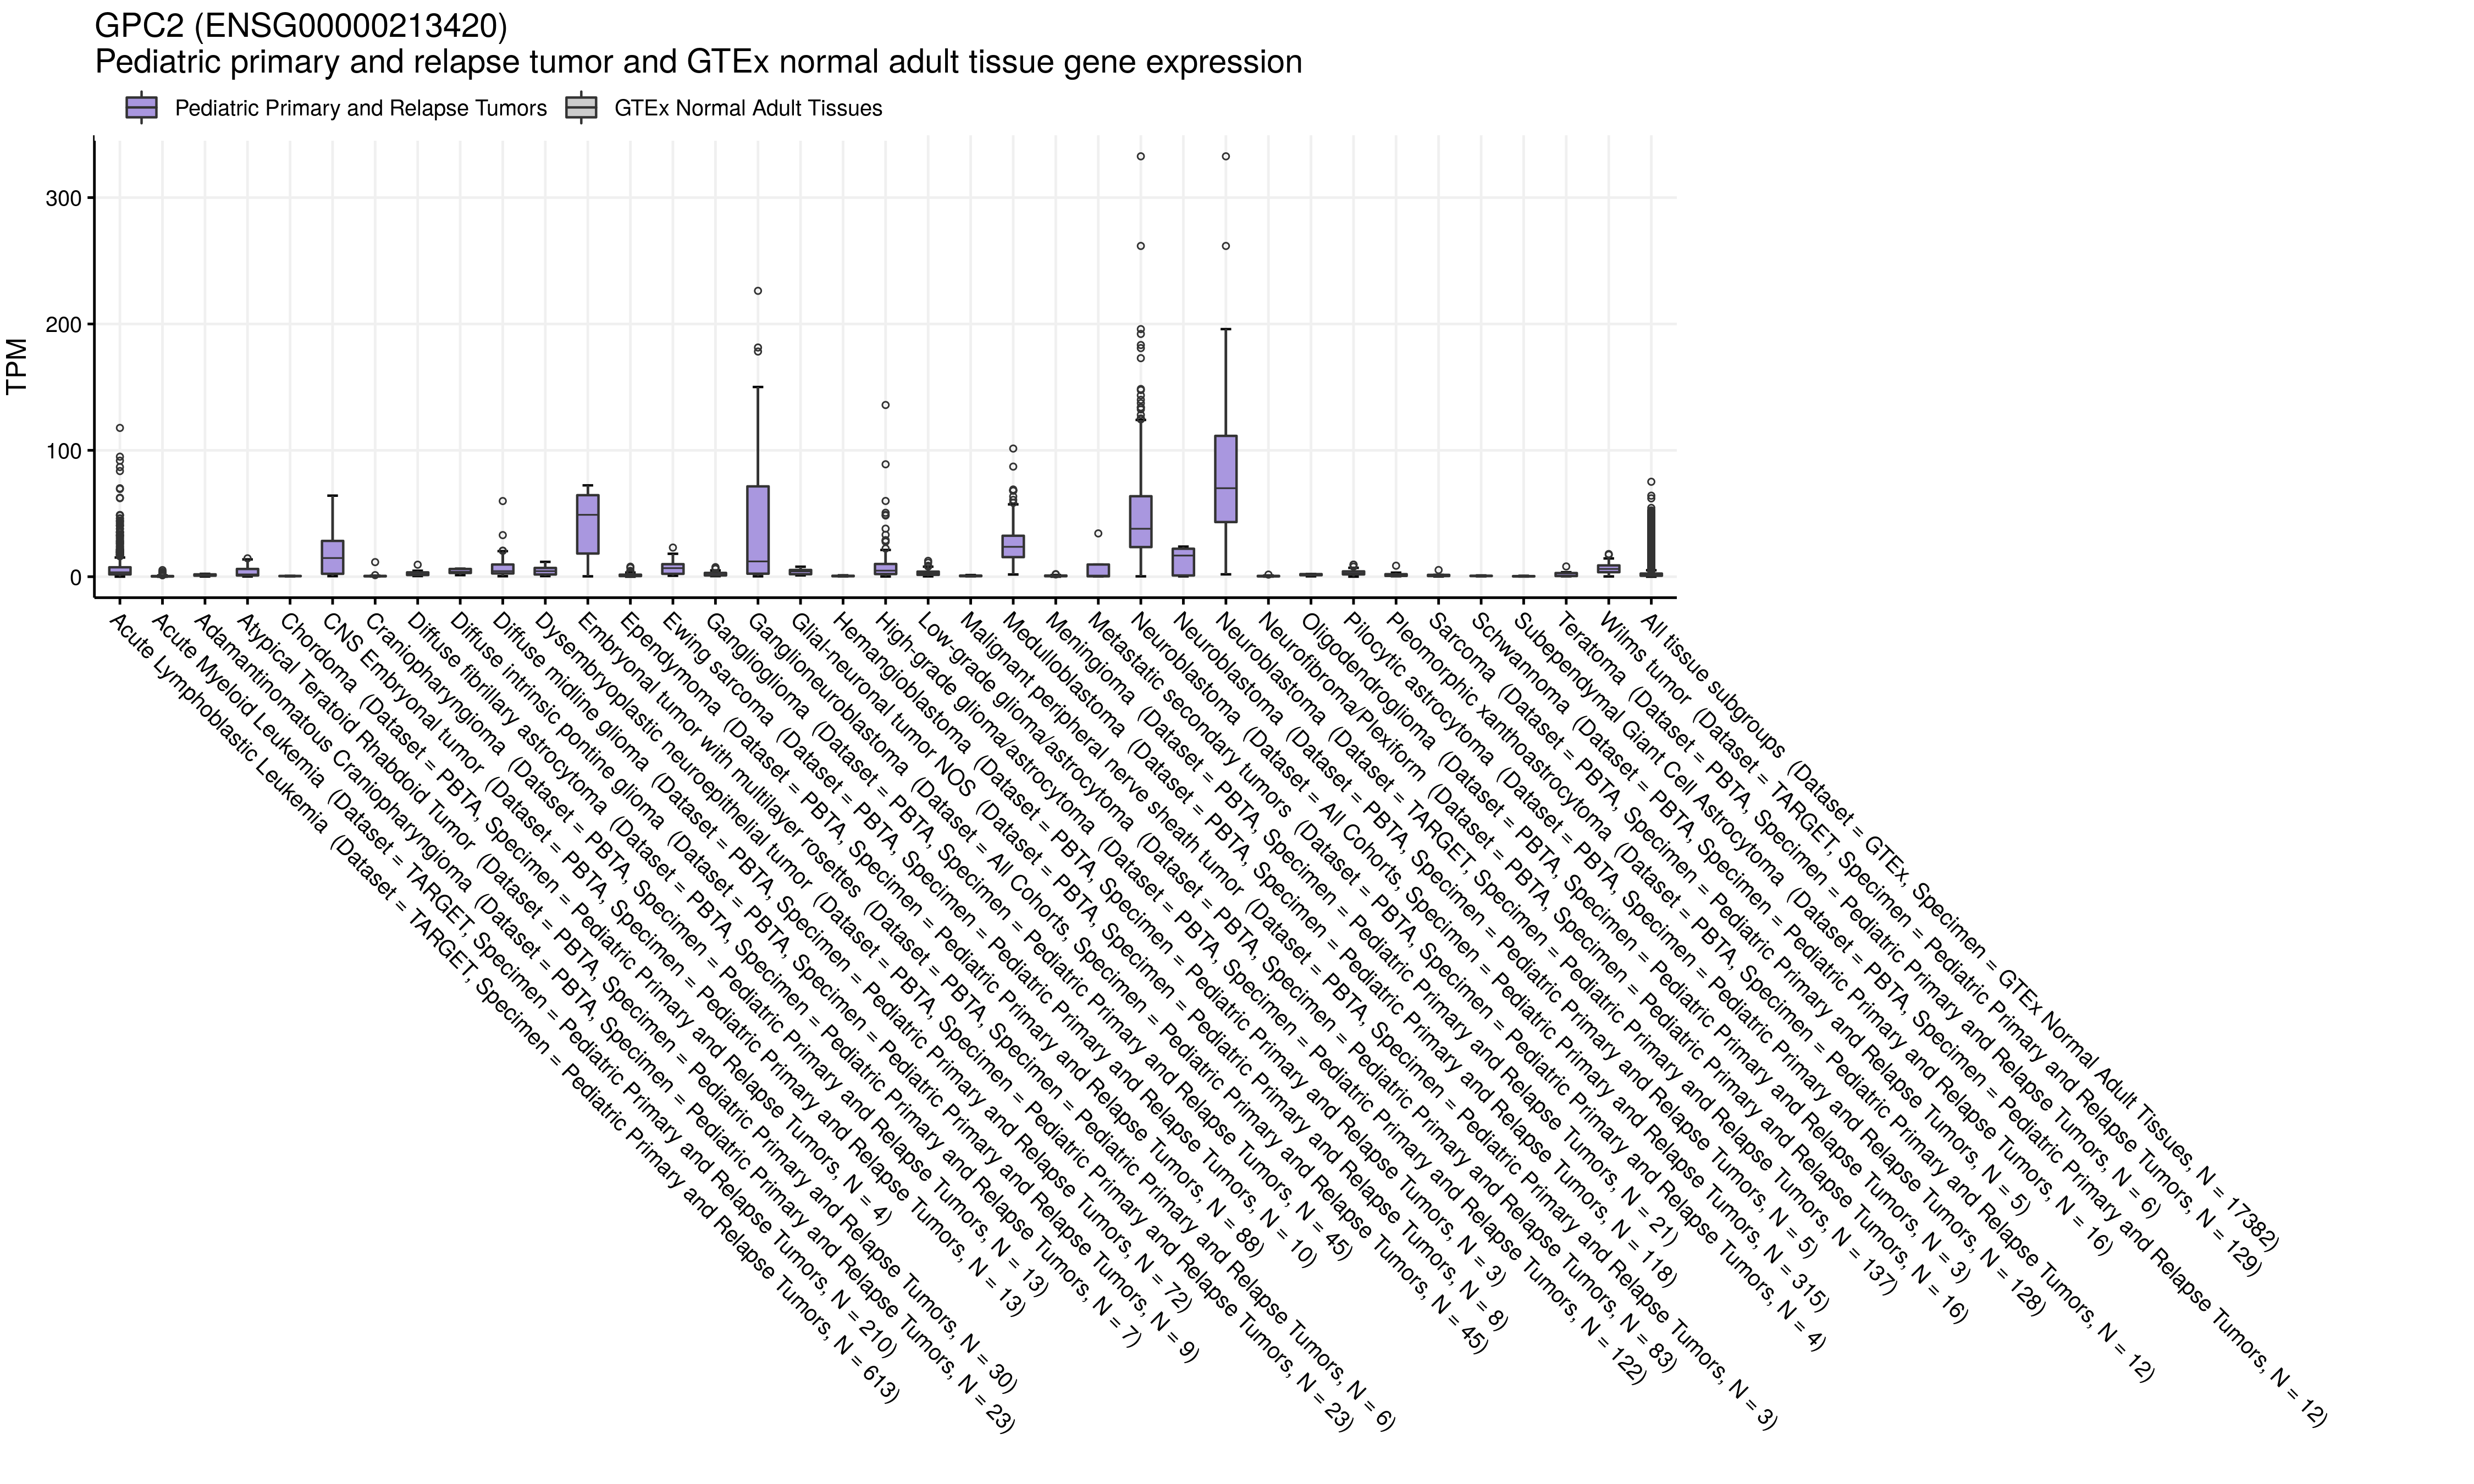 GPC2 (ENSG00000213420)
Pediatric primary and relapse tumor and GTEx normal adult tissue gene expression
Pediatric Primary and Relapse Tumors
GTEx Normal Adult Tissues
TPM
300
200
100
0
Acute Lymphoblastic Leukemia (Dataset = TARGET, Specimen = Pediatric Primary and Relapse Tumors, N = 613)
Acute Myeloid Leukemia (Dataset = TARGET, Specimen = Pediatric Primary and Relapse Tumors, N = 210)
Adamantinomatous Craniopharyngioma (Dataset = PBTA, Specimen = Pediatric Primary and Relapse Tumors, N = 23)
Atypical Teratoid Rhabdoid Tumor (Dataset = PBTA, Specimen = Pediatric Primary and Relapse Tumors, N = 30)
Chordoma (Dataset = PBTA, Specimen = Pediatric Primary and Relapse Tumors, N = 4)
CNS Embryonal tumor (Dataset = PBTA, Specimen = Pediatric Primary and Relapse Tumors, N = 13)
Craniopharyngioma (Dataset = PBTA, Specimen = Pediatric Primary and Relapse Tumors, N = 13)
Diffuse fibrillary astrocytoma (Dataset = PBTA, Specimen = Pediatric Primary and Relapse Tumors, N = 7)
Diffuse intrinsic pontine glioma (Dataset = PBTA, Specimen = Pediatric Primary and Relapse Tumors, N = 9)
Diffuse midline glioma (Dataset = PBTA, Specimen = Pediatric Primary and Relapse Tumors, N = 72)
Dysembryoplastic neuroepithelial tumor (Dataset = PBTA, Specimen = Pediatric Primary and Relapse Tumors, N = 23)
Embryonal tumor with multilayer rosettes (Dataset = PBTA, Specimen = Pediatric Primary and Relapse Tumors, N = 6)
Ependymoma (Dataset = PBTA, Specimen = Pediatric Primary and Relapse Tumors, N = 88)
Ewing sarcoma (Dataset = PBTA, Specimen = Pediatric Primary and Relapse Tumors, N = 10)
Ganglioglioma (Dataset = PBTA, Specimen = Pediatric Primary and Relapse Tumors, N = 45)
Ganglioneuroblastoma (Dataset = All Cohorts, Specimen = Pediatric Primary and Relapse Tumors, N = 45)
Glial-neuronal tumor NOS (Dataset = PBTA, Specimen = Pediatric Primary and Relapse Tumors, N = 8)
Hemangioblastoma (Dataset = PBTA, Specimen = Pediatric Primary and Relapse Tumors, N = 3)
High-grade glioma/astrocytoma (Dataset = PBTA, Specimen = Pediatric Primary and Relapse Tumors, N = 122)
Low-grade glioma/astrocytoma (Dataset = PBTA, Specimen = Pediatric Primary and Relapse Tumors, N = 83)
Malignant peripheral nerve sheath tumor (Dataset = PBTA, Specimen = Pediatric Primary and Relapse Tumors, N = 3)
Medulloblastoma (Dataset = PBTA, Specimen = Pediatric Primary and Relapse Tumors, N = 118)
Meningioma (Dataset = PBTA, Specimen = Pediatric Primary and Relapse Tumors, N = 21)
Metastatic secondary tumors (Dataset = PBTA, Specimen = Pediatric Primary and Relapse Tumors, N = 4)
Neuroblastoma (Dataset = All Cohorts, Specimen = Pediatric Primary and Relapse Tumors, N = 315)
Neuroblastoma (Dataset = PBTA, Specimen = Pediatric Primary and Relapse Tumors, N = 5)
Neuroblastoma (Dataset = TARGET, Specimen = Pediatric Primary and Relapse Tumors, N = 137)
Neurofibroma/Plexiform (Dataset = PBTA, Specimen = Pediatric Primary and Relapse Tumors, N = 16)
Oligodendroglioma (Dataset = PBTA, Specimen = Pediatric Primary and Relapse Tumors, N = 3)
Pilocytic astrocytoma (Dataset = PBTA, Specimen = Pediatric Primary and Relapse Tumors, N = 128)
Pleomorphic xanthoastrocytoma (Dataset = PBTA, Specimen = Pediatric Primary and Relapse Tumors, N = 12)
Sarcoma (Dataset = PBTA, Specimen = Pediatric Primary and Relapse Tumors, N = 5)
Schwannoma (Dataset = PBTA, Specimen = Pediatric Primary and Relapse Tumors, N = 16)
Subependymal Giant Cell Astrocytoma (Dataset = PBTA, Specimen = Pediatric Primary and Relapse Tumors, N = 12)
Teratoma (Dataset = PBTA, Specimen = Pediatric Primary and Relapse Tumors, N = 6)
Wilms tumor (Dataset = TARGET, Specimen = Pediatric Primary and Relapse Tumors, N = 129)
All tissue subgroups (Dataset = GTEx, Specimen = GTEx Normal Adult Tissues, N = 17382)